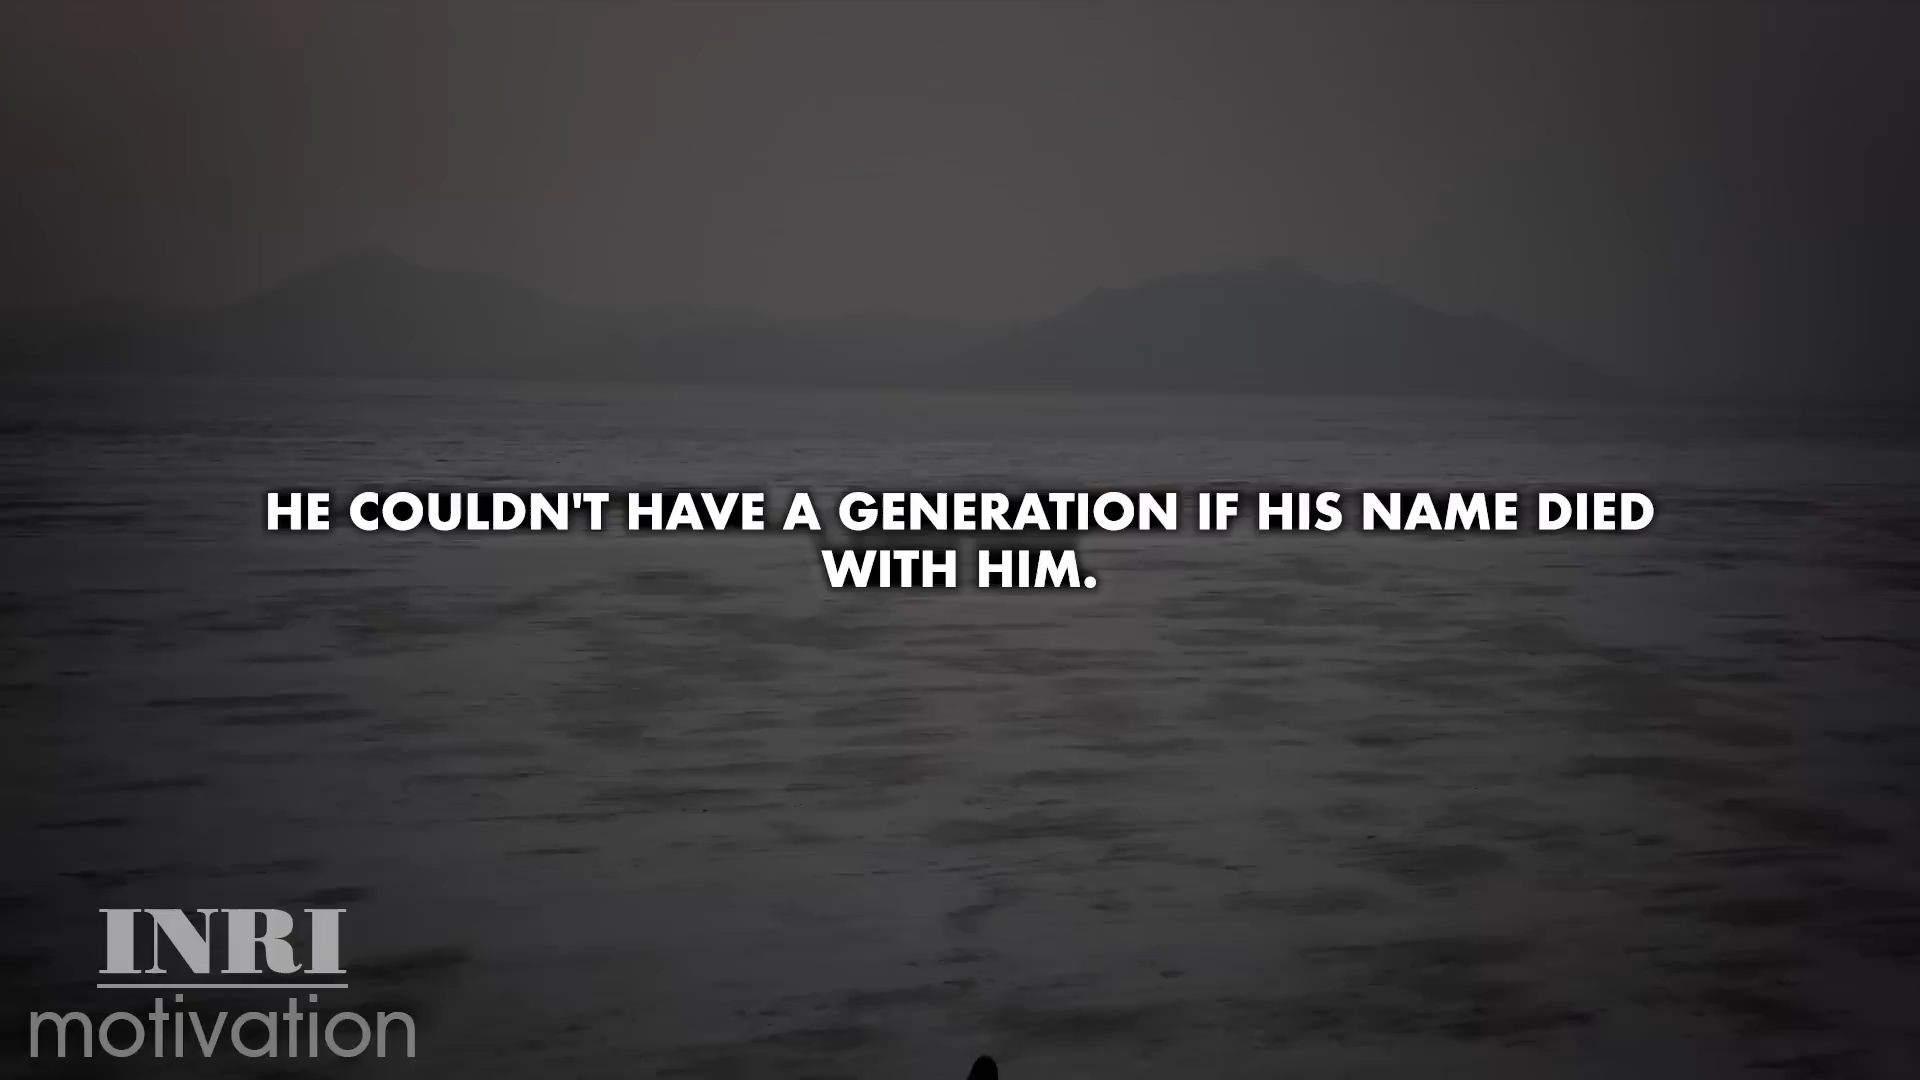 HE COULDN'T HAVE A GENERATION IF HIS NAME DIED
WITH HIM.
INRI
motivation